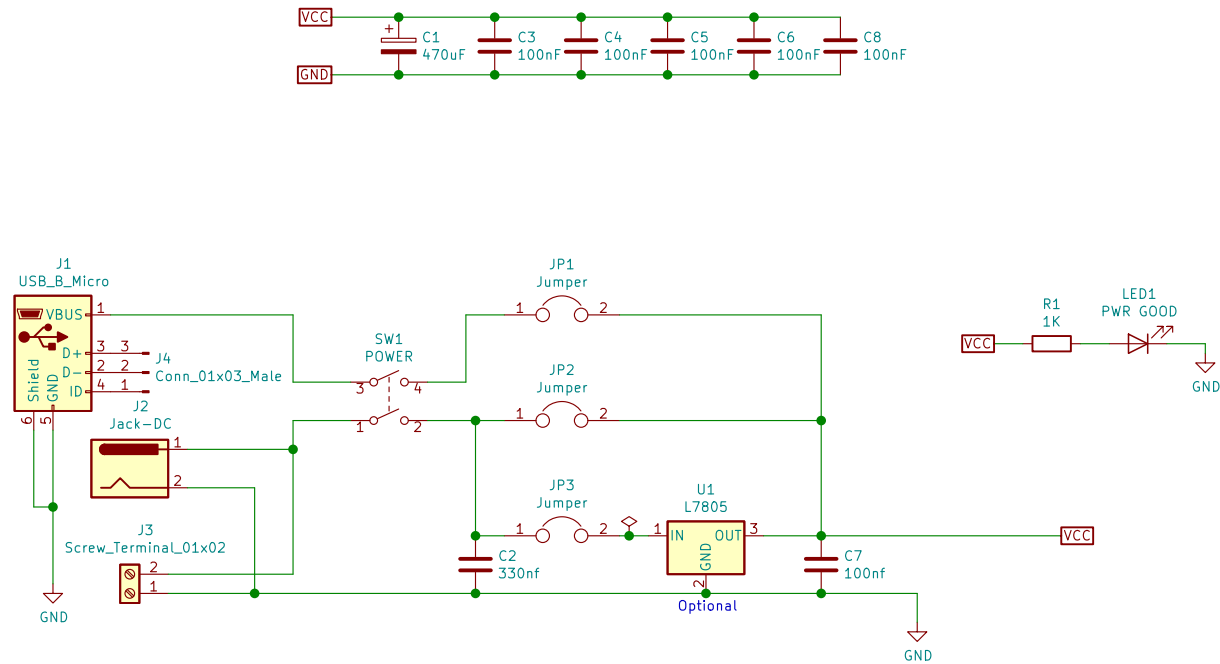 VCC
+
C1
470uF
C3
100nF
C4
100nF
C5
100nF
C6
100nF
C8
100nF
GND
J1
USB_B_Micro
VBUS
1
D+
3
3
D-
2
2
ID
4
1
Shield
GND
6
5
J4
Conn_01x03_Male
J2
Jack-DC
1
2
GND
J3
Screw_Terminal_01x02
2
1
SW1
POWER
3
4
1
2
JP1
Jumper
1
2
JP2
Jumper
1
2
JP3
Jumper
1
2
C2
330nf
U1
L7805
1
IN
OUT
3
GND
2
Optional
C7
100nf
GND
VCC
VCC
R1
1K
LED1
PWR GOOD
GND